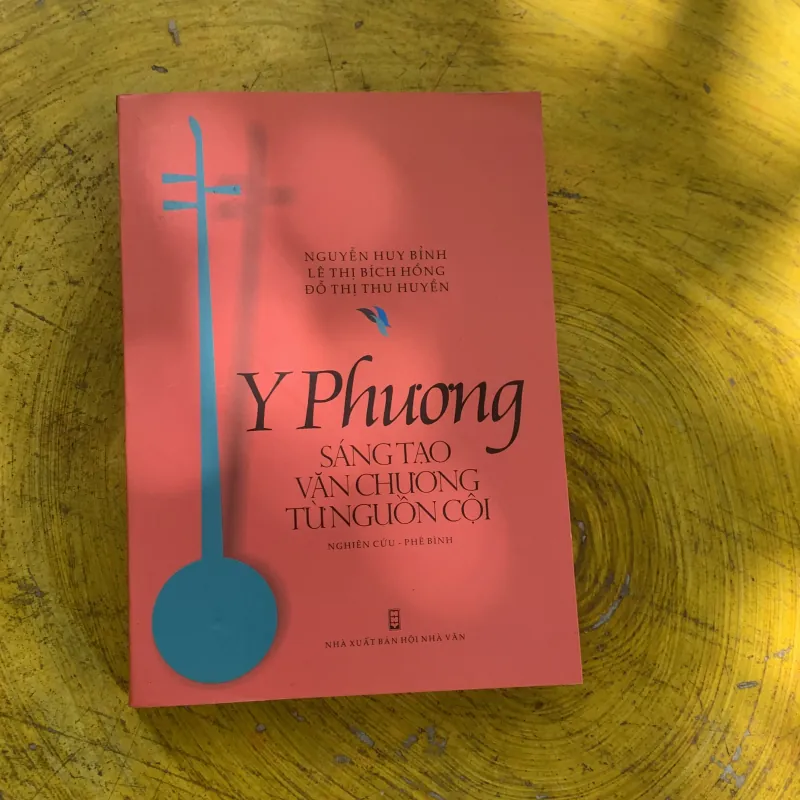 NGUYỄN HUY BỈNH
LÊ THỊ BÍCH HỒNG
ĐỖ THỊ THU HUYỀN
Y Phương
SÁNG TẠO
VĂN CHƯƠNG
TỪ NGUỒN CỘI
NGHIÊN CỨU - PHÊ BÌNH
NHÀ XUẤT BẢN HỘI NHÀ VĂN